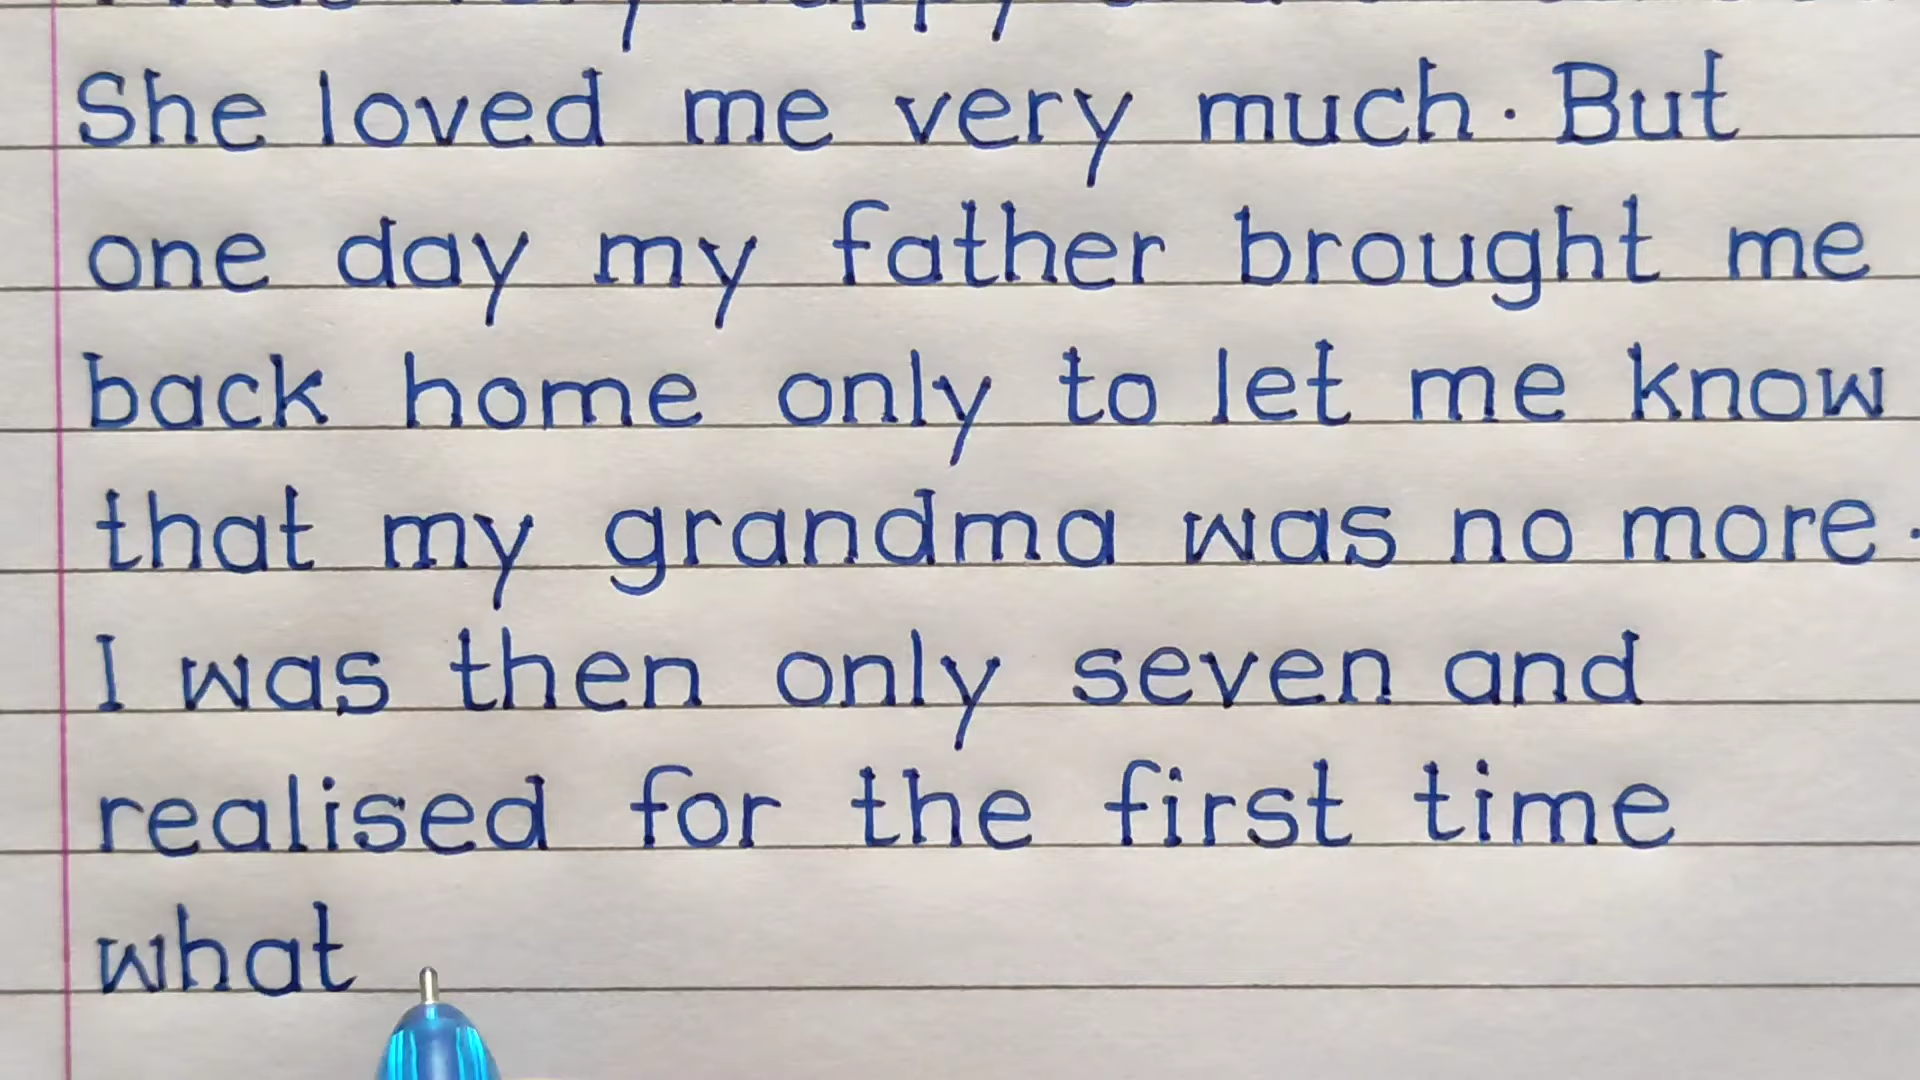 She loved me very much. But
one day my father brought me
back home only to let me know
that my grandma was no more.
I was then only seven and
realised for the first time
what